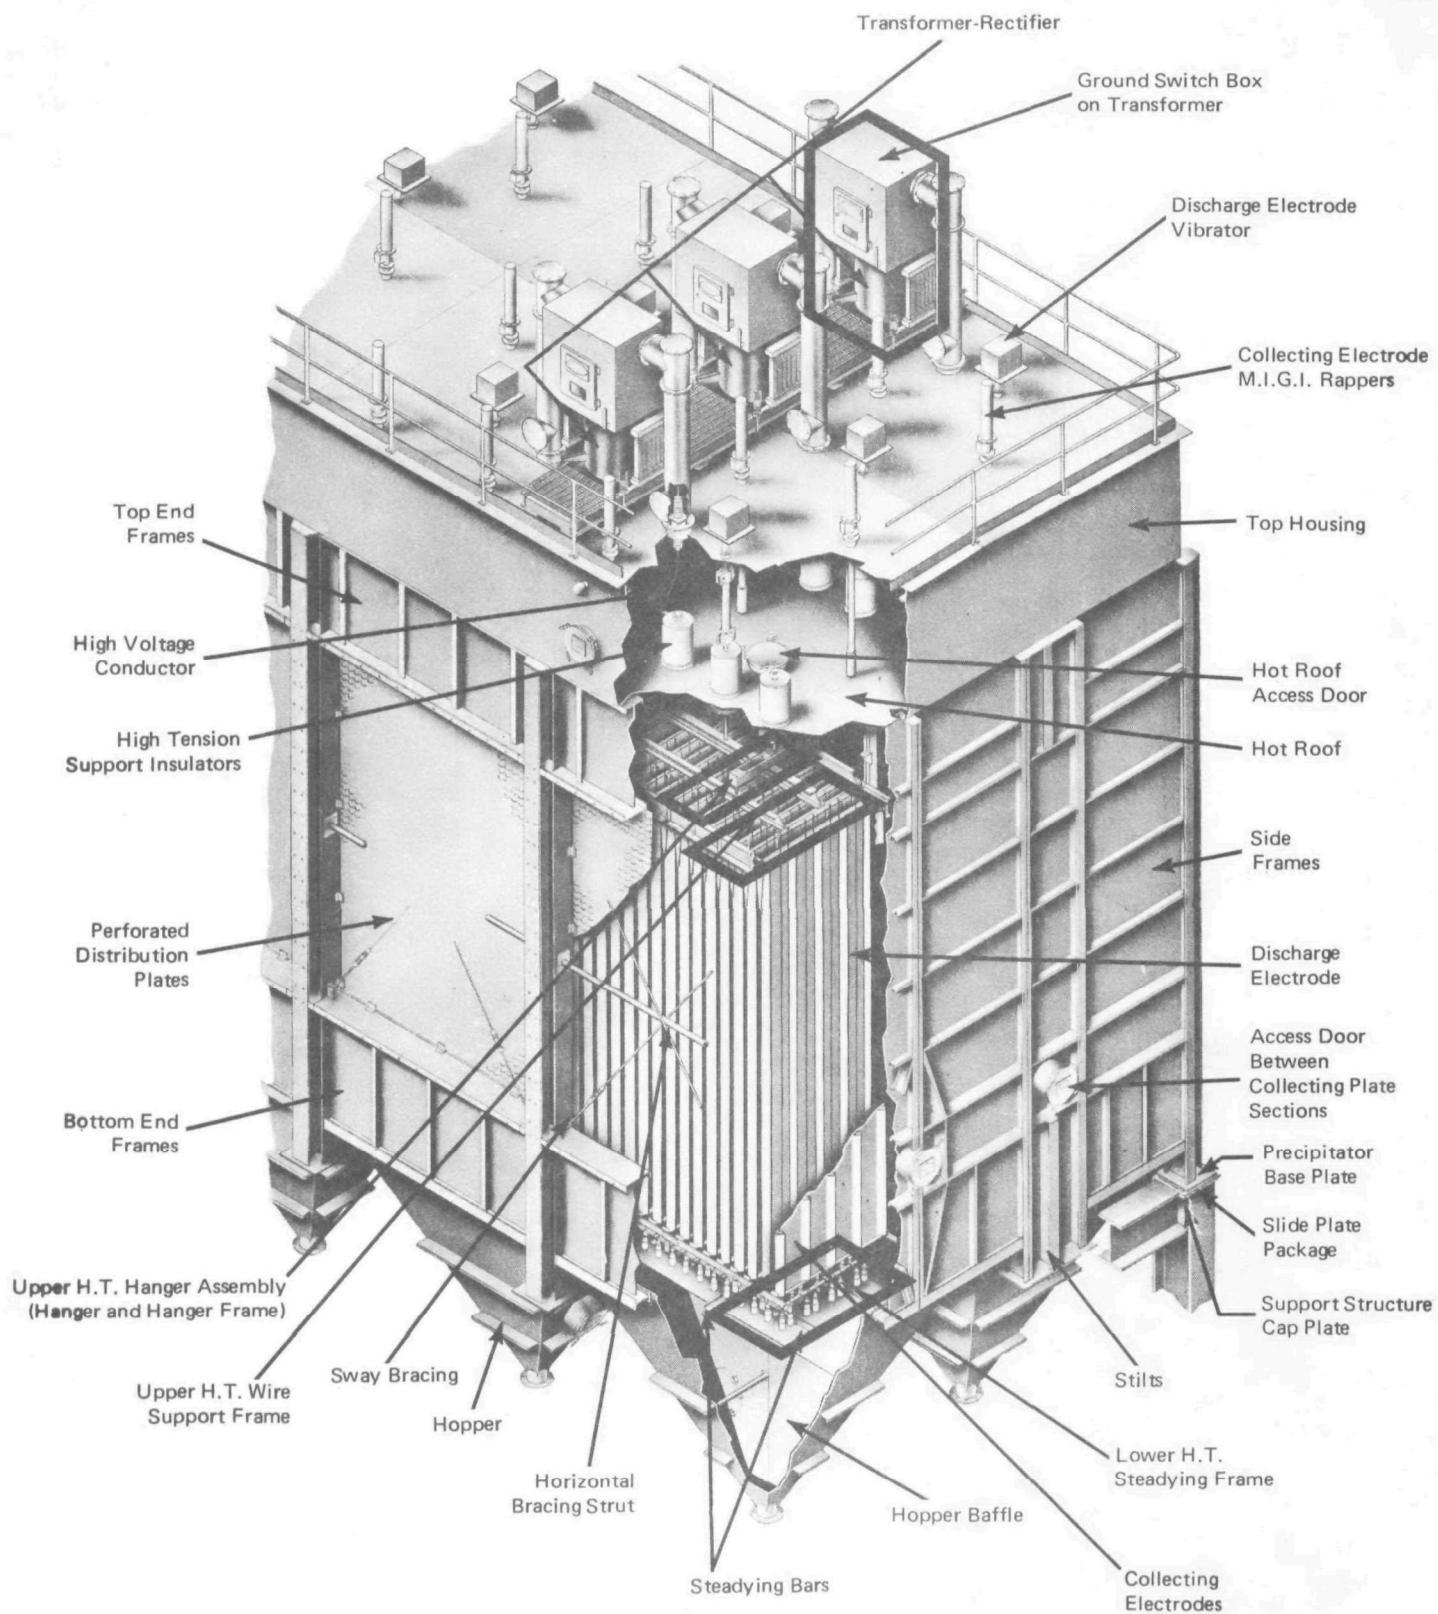 Transformer-Rectifier
Ground Switch Box
on Transformer
Discharge Electrode
Vibrator
Collecting Electrode
M.I.G.I. Rappers
Top End
Frames
Top Housing
High Voltage
Conductor
Hot Roof
Access Door
High Tension
Support Insulators
Hot Roof
Side
Frames
Perforated
Distribution
Plates
Discharge
Electrode
Access Door
Between
Collecting Plate
Sections
Bottom End
Frames
Precipitator
Base Plate
Slide Plate
Package
Upper H.T. Hanger Assembly
(Hanger and Hanger Frame)
Support Structure
Cap Plate
Sway Bracing
Stilts
Upper H.T. Wire
Support Frame
Hopper
Horizontal
Bracing Strut
Lower H.T.
Steadying Frame
Hopper Baffle
Steadying Bars
Collecting
Electrodes